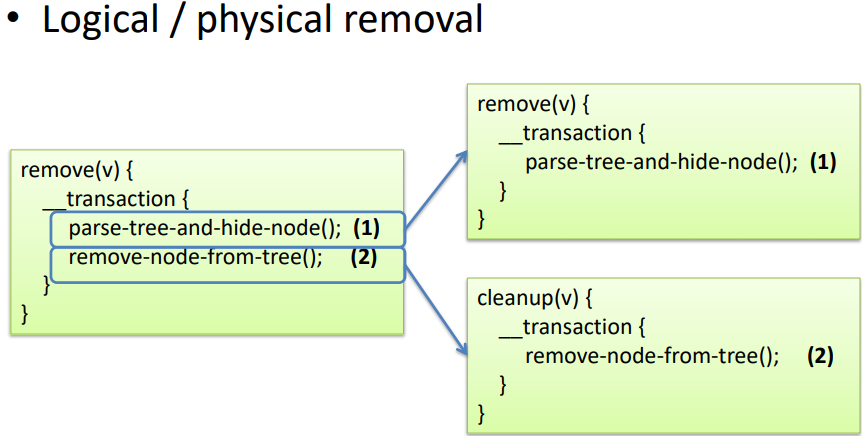 • Logical / physical removal
remove(v) {
__transaction {
parse-tree-and-hide-node(); (1)
remove-node-from-tree(); (2)
}
}
remove(v) {
__transaction {
parse-tree-and-hide-node(); (1)
}
}
cleanup(v) {
__transaction {
remove-node-from-tree(); (2)
}
}